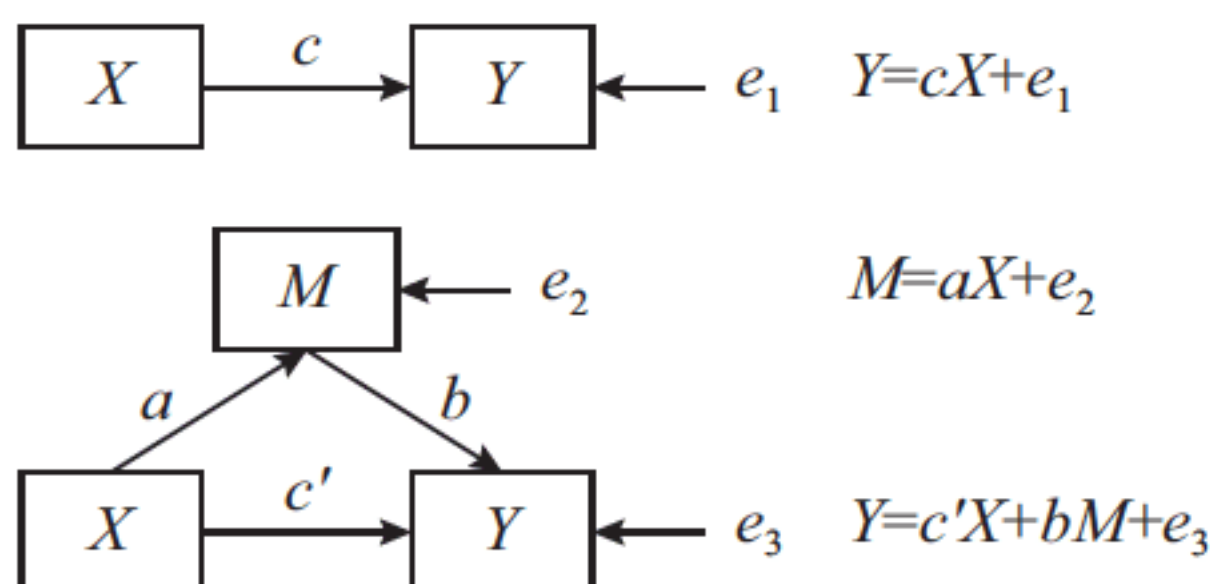 c
X Y e₁ Y=cX+e₁
M e₂ M=aX+e₂
a b
c′
X Y e₃ Y=c′X+bM+e₃